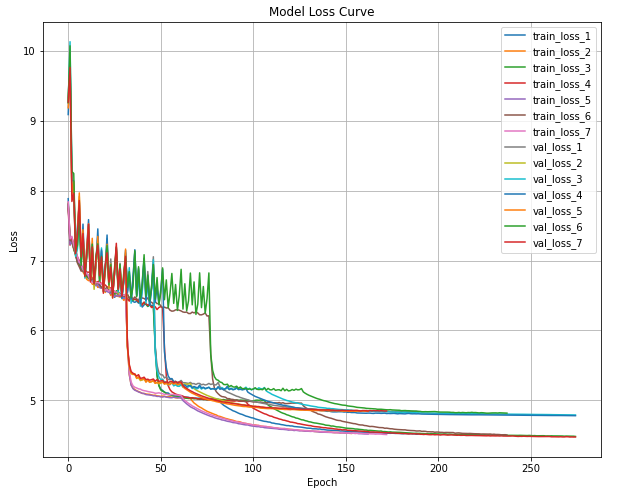 Model Loss Curve
Loss
10
9
8
7
6
5
0
50
100
150
200
250
Epoch
train_loss_1
train_loss_2
train_loss_3
train_loss_4
train_loss_5
train_loss_6
train_loss_7
val_loss_1
val_loss_2
val_loss_3
val_loss_4
val_loss_5
val_loss_6
val_loss_7